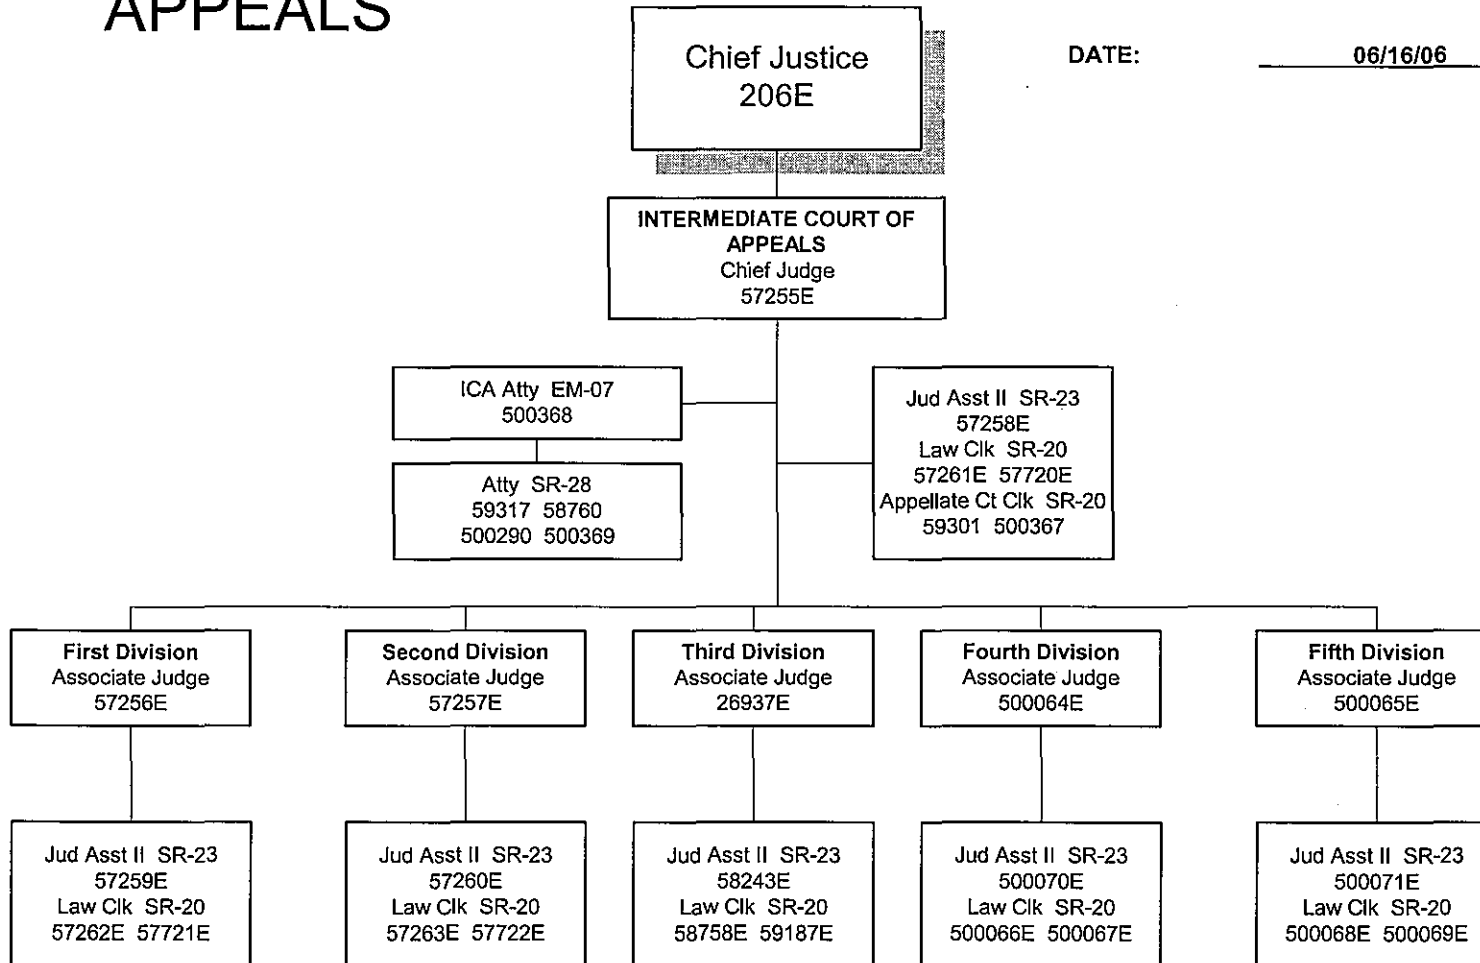 APPEALS
Chief Justice
206E
DATE: 06/16/06
INTERMEDIATE COURT OF
APPEALS
Chief Judge
57255E
ICA Atty EM-07
500368
Atty SR-28
59317 58760
500290 500369
Jud Asst II SR-23
57258E
Law Clk SR-20
57261E 57720E
Appellate Ct Clk SR-20
59301 500367
First Division
Associate Judge
57256E
Second Division
Associate Judge
57257E
Third Division
Associate Judge
26937E
Fourth Division
Associate Judge
500064E
Fifth Division
Associate Judge
500065E
Jud Asst II SR-23
57259E
Law Clk SR-20
57262E 57721E
Jud Asst II SR-23
57260E
Law Clk SR-20
57263E 57722E
Jud Asst II SR-23
58243E
Law Clk SR-20
58758E 59187E
Jud Asst II SR-23
500070E
Law Clk SR-20
500066E 500067E
Jud Asst II SR-23
500071E
Law Clk SR-20
500068E 500069E